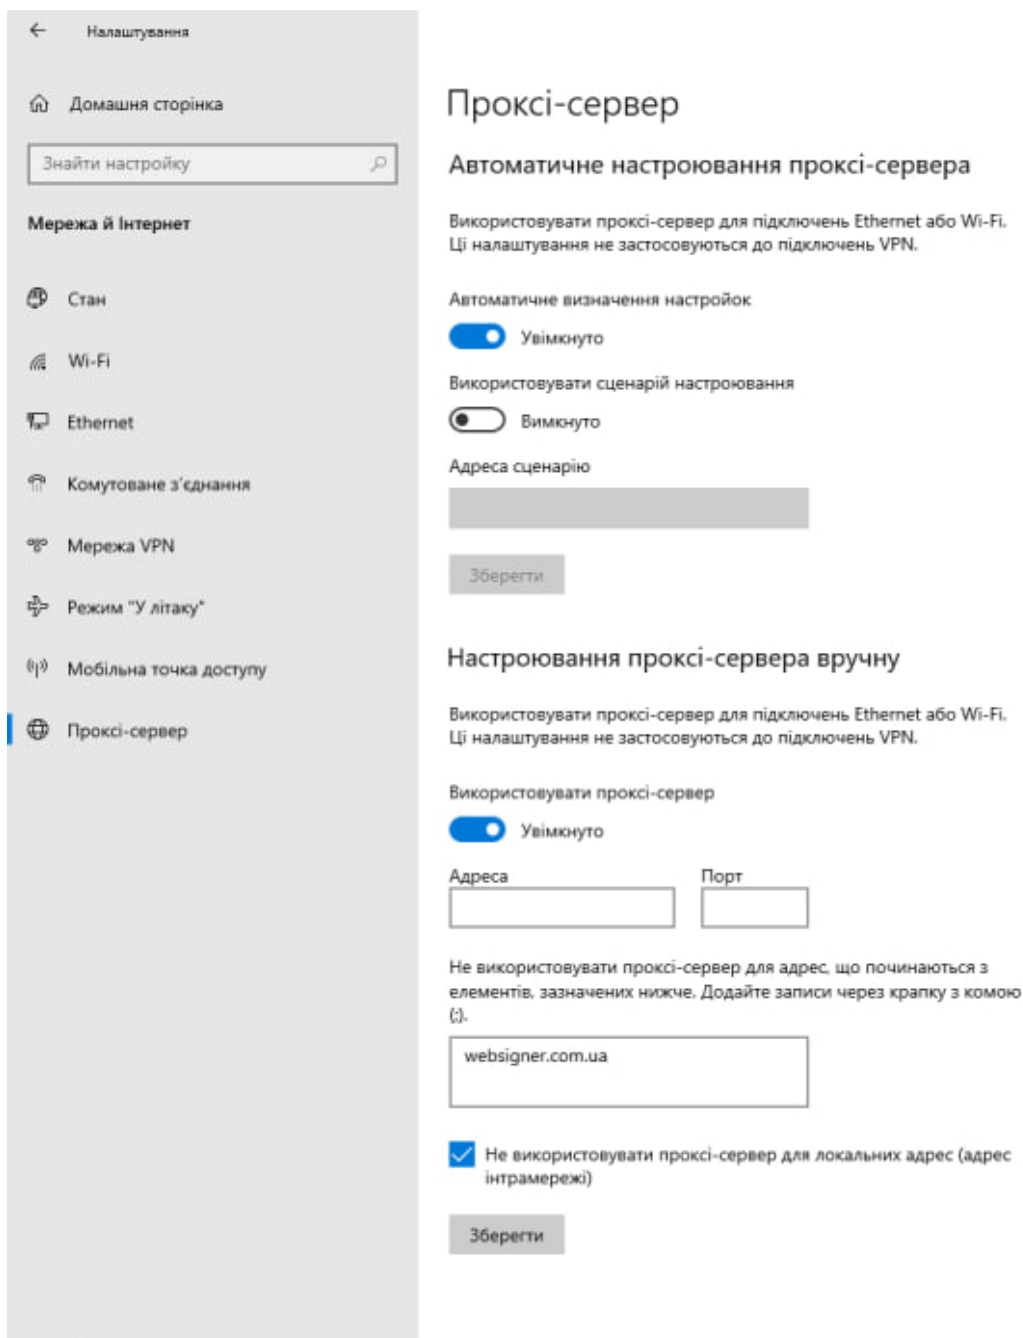 Налаштування
Домашня сторінка
Знайти настройку
Мережа й Інтернет
Стан
Wi-Fi
Ethernet
Комутоване з'єднання
Мережа VPN
Режим "У літаку"
Мобільна точка доступу
Проксі-сервер
Проксі-сервер
Автоматичне настроювання проксі-сервера
Використовувати проксі-сервер для підключень Ethernet або Wi-Fi.
Ці налаштування не застосовуються до підключень VPN.
Автоматичне визначення настройок
Увімкнуто
Використовувати сценарій настроювання
Вимкнуто
Адреса сценарію
Зберегти
Настроювання проксі-сервера вручну
Використовувати проксі-сервер для підключень Ethernet або Wi-Fi.
Ці налаштування не застосовуються до підключень VPN.
Використовувати проксі-сервер
Увімкнуто
Адреса Порт
Не використовувати проксі-сервер для адрес, що починаються з
елементів, зазначених нижче. Додайте записи через крапку з комою
(;).
websigner.com.ua
Не використовувати проксі-сервер для локальних адрес (адрес
інтрамережі)
Зберегти